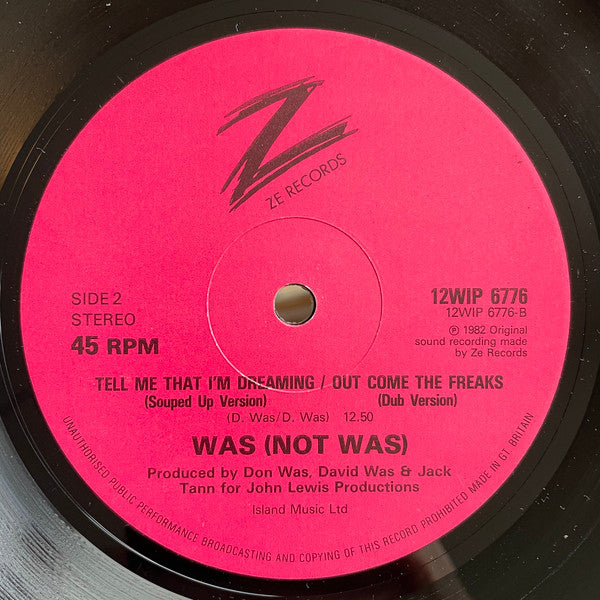 Z
ZE RECORDS
SIDE 2
STEREO
45 RPM
12WIP 6776
12WIP 6776-B
℗ 1982 Original
sound recording made
by Ze Records
TELL ME THAT I'M DREAMING / OUT COME THE FREAKS
(Souped Up Version) (Dub Version)
(D. Was/D. Was) 12.50
WAS (NOT WAS)
Produced by Don Was, David Was & Jack
Tann for John Lewis Productions
Island Music Ltd
UNAUTHORISED PUBLIC PERFORMANCE BROADCASTING AND COPYING OF THIS RECORD PROHIBITED MADE IN GT. BRITAIN